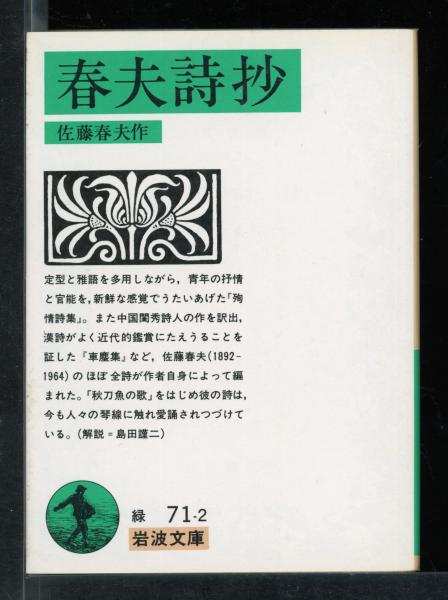 春夫詩抄
佐藤春夫作
定型と雅語を多用しながら，青年の抒情
と官能を，新鮮な感覚でうたいあげた『殉
情詩集』。また中国閨秀詩人の作を訳出，
漢詩がよく近代的鑑賞にたえうることを
証した『車塵集』など，佐藤春夫（1892-
1964）のほぼ全詩が作者自身によって編
まれた。「秋刀魚の歌」をはじめ彼の詩は，
今も人々の琴線に触れ愛誦されつづけて
いる。（解説＝島田謹二）
緑 71-2
岩波文庫